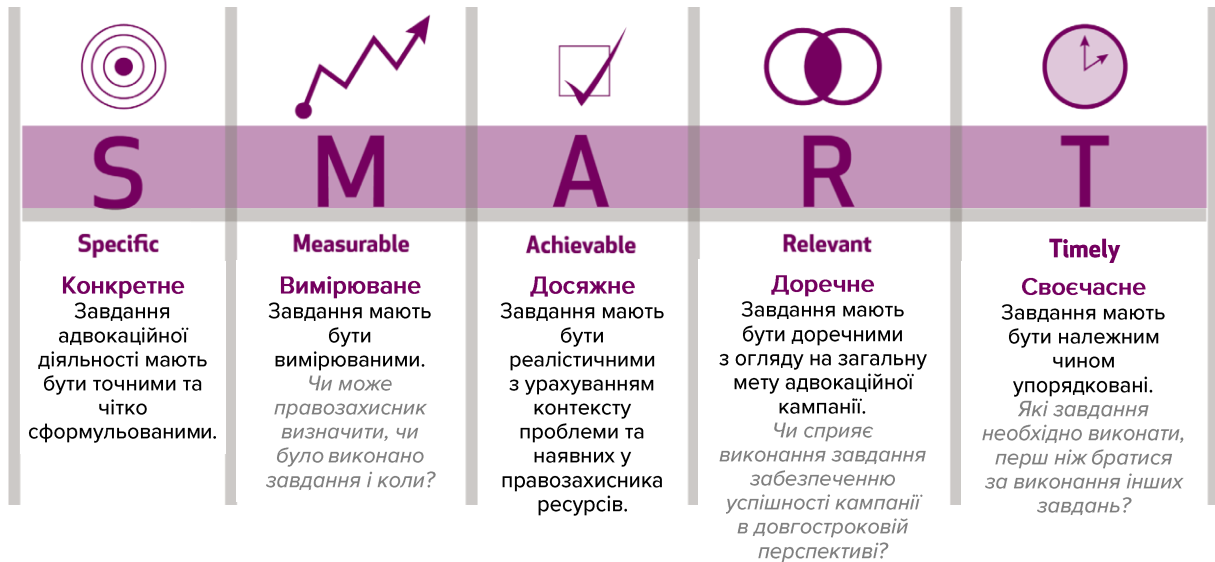 S
M
A
R
T
Specific
Конкретне
Завдання
адвокаційної
діяльності мають
бути точними та
чітко
сформульованими.
Measurable
Вимірюване
Завдання мають
бути
вимірюваними.
Чи може
правозахисник
визначити, чи
було виконано
завдання і коли?
Achievable
Досяжне
Завдання мають
бути
реалістичними
з урахуванням
контексту
проблеми та
наявних у
правозахисника
ресурсів.
Relevant
Доречне
Завдання мають
бути доречними
з огляду на загальну
мету адвокаційної
кампанії.
Чи сприяє
виконання завдання
забезпеченню
успішності кампанії
в довгостроковій
перспективі?
Timely
Своєчасне
Завдання мають
бути належним
чином
упорядковані.
Які завдання
необхідно виконати,
перш ніж братися
за виконання інших
завдань?